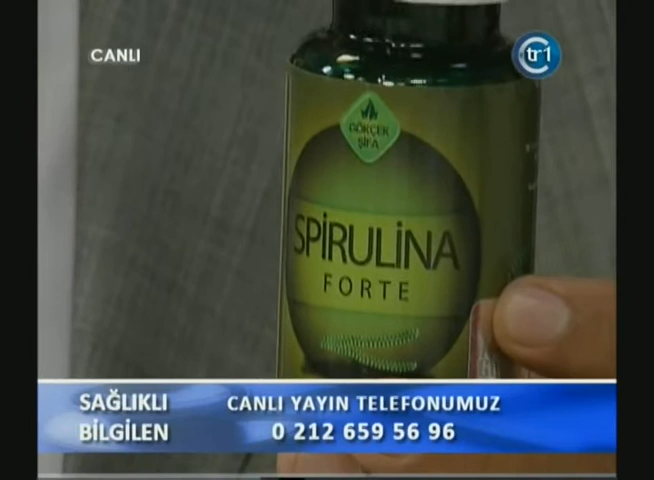 CANLI
tr1
GÖKÇEK
ŞİFA
SPİRULİNA
FORTE
SAĞLIKLI
BİLGİLEN
CANLI YAYIN TELEFONUMUZ
0 212 659 56 96